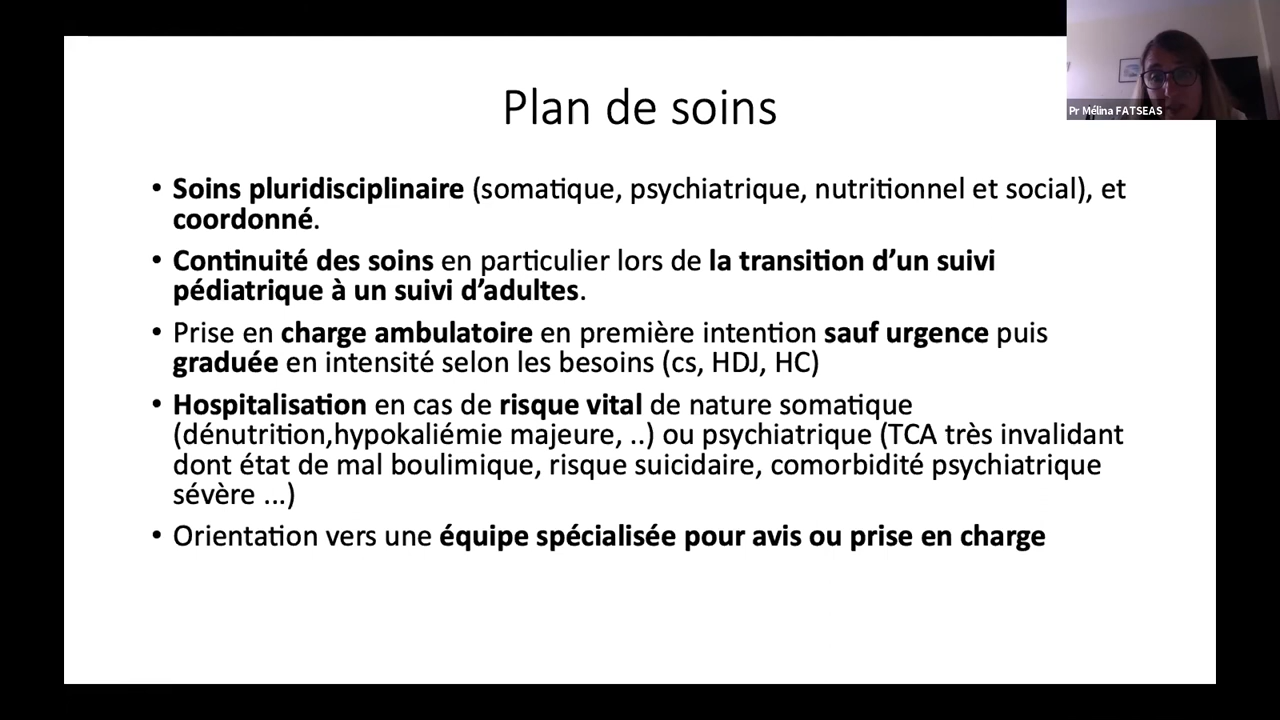 Pr Mélina FATSEAS
Plan de soins
• Soins pluridisciplinaire (somatique, psychiatrique, nutritionnel et social), et
coordonné.
• Continuité des soins en particulier lors de la transition d’un suivi
pédiatrique à un suivi d’adultes.
• Prise en charge ambulatoire en première intention sauf urgence puis
graduée en intensité selon les besoins (cs, HDJ, HC)
• Hospitalisation en cas de risque vital de nature somatique
(dénutrition,hypokaliémie majeure, ..) ou psychiatrique (TCA très invalidant
dont état de mal boulimique, risque suicidaire, comorbidité psychiatrique
sévère ...)
• Orientation vers une équipe spécialisée pour avis ou prise en charge